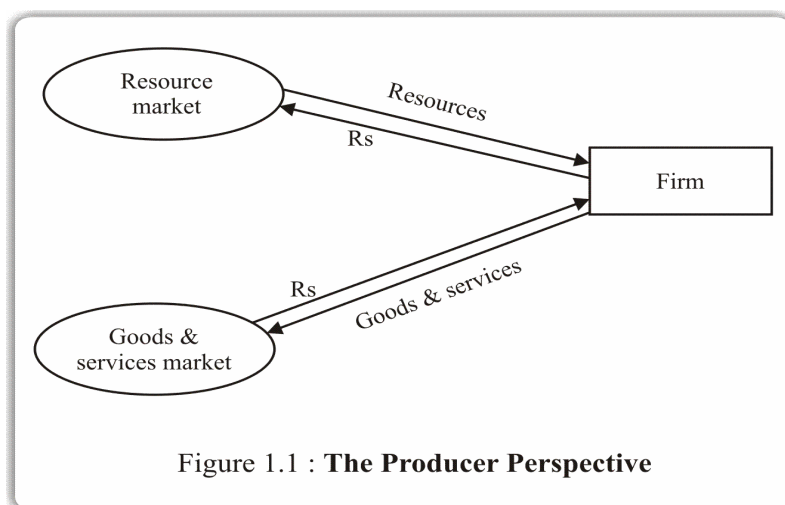 Resource
market
Resources
Rs
Firm
Rs
Goods & services
Goods &
services market
Figure 1.1 : The Producer Perspective